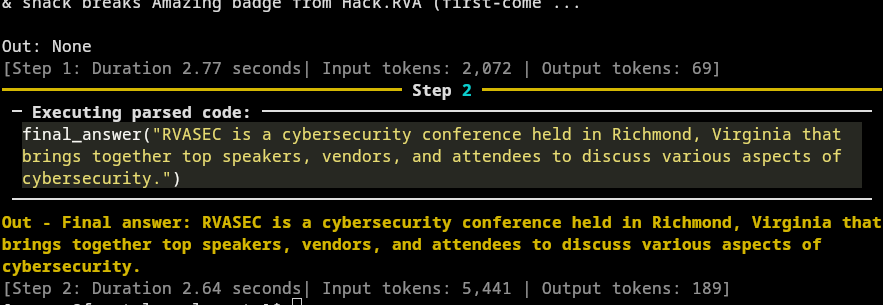 & snack breaks Amazing badge from Hack.RVA (first-come ...
Out: None
[Step 1: Duration 2.77 seconds| Input tokens: 2,072 | Output tokens: 69]
Step 2
Executing parsed code:
final_answer("RVASEC is a cybersecurity conference held in Richmond, Virginia that
brings together top speakers, vendors, and attendees to discuss various aspects of
cybersecurity.")
Out - Final answer: RVASEC is a cybersecurity conference held in Richmond, Virginia that
brings together top speakers, vendors, and attendees to discuss various aspects of
cybersecurity.
[Step 2: Duration 2.64 seconds| Input tokens: 5,441 | Output tokens: 189]